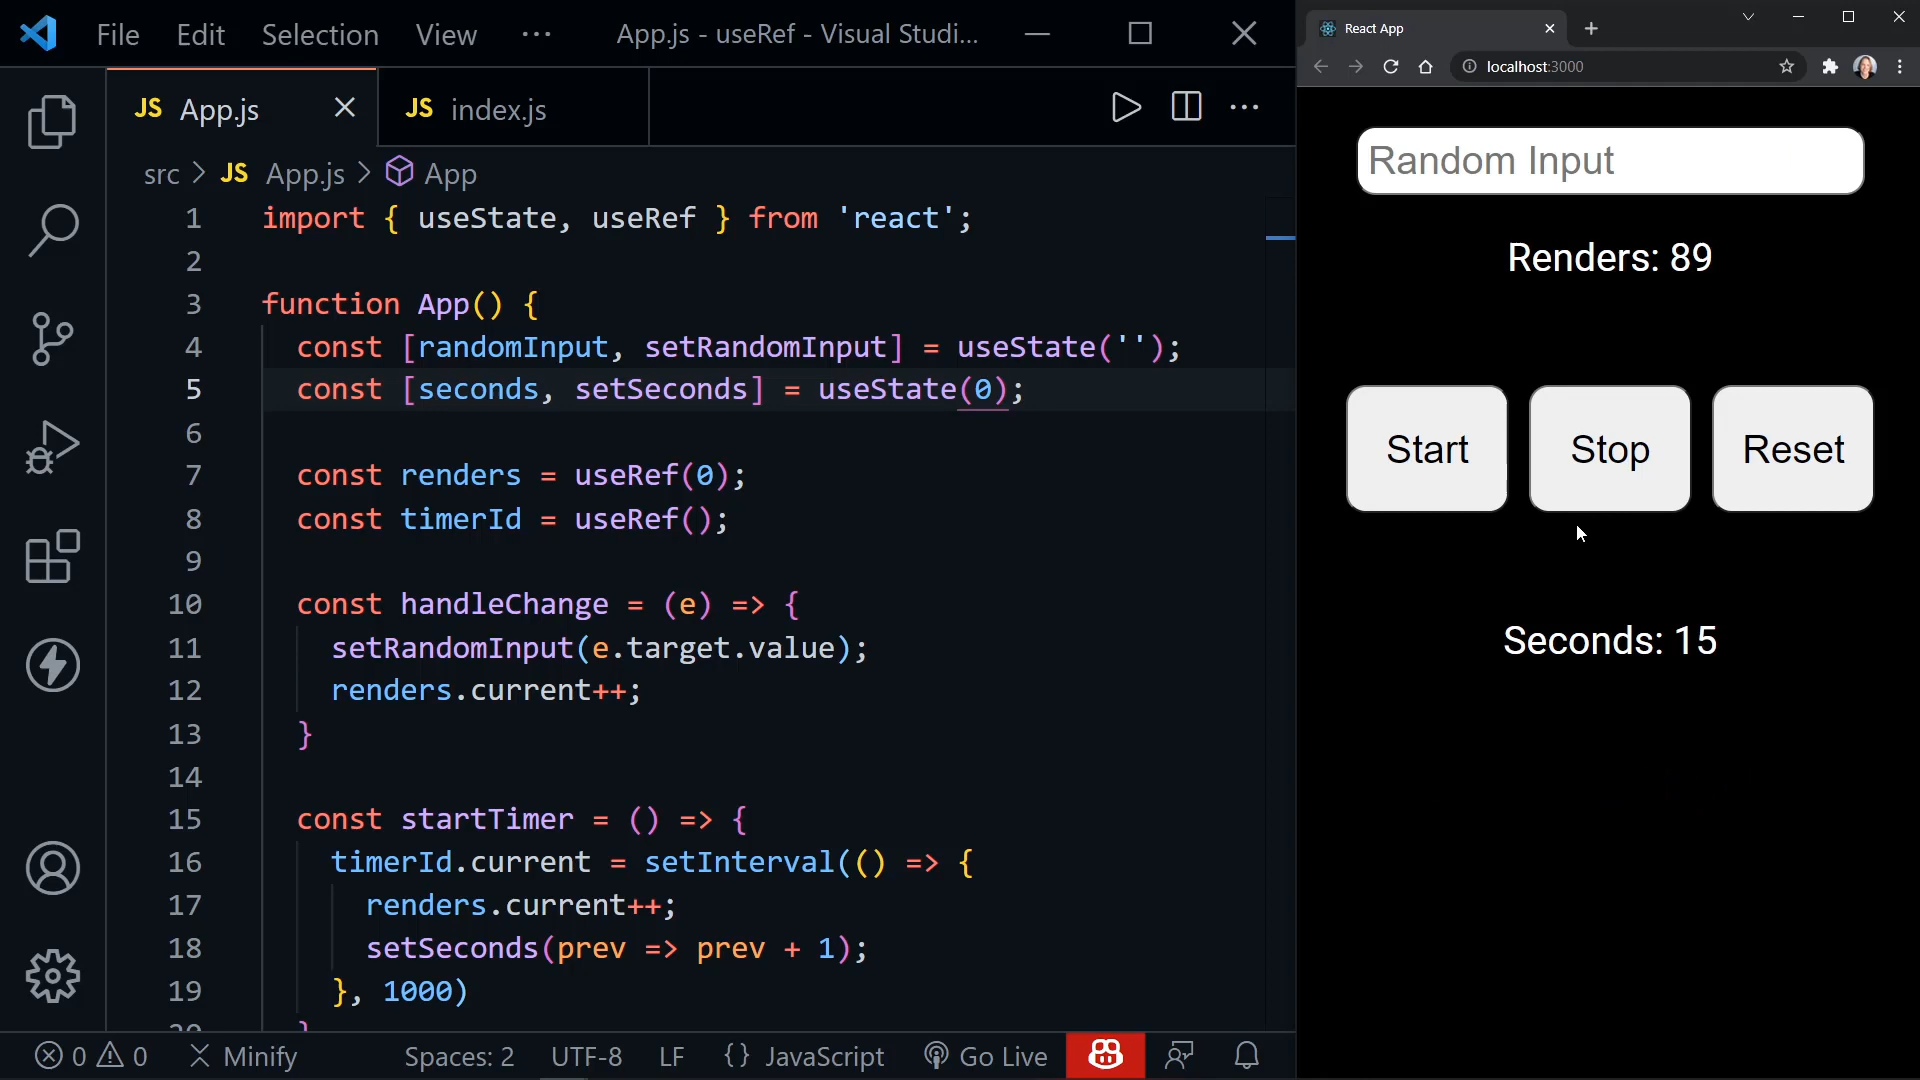 File Edit Selection View ··· App.js - useRef - Visual Studi...
JS App.js JS index.js
src > JS App.js > App
1 import { useState, useRef } from 'react';
2
3 function App() {
4 const [randomInput, setRandomInput] = useState('');
5 const [seconds, setSeconds] = useState(0);
6
7 const renders = useRef(0);
8 const timerId = useRef();
9
10 const handleChange = (e) => {
11 setRandomInput(e.target.value);
12 renders.current++;
13 }
14
15 const startTimer = () => {
16 timerId.current = setInterval(() => {
17 renders.current++;
18 setSeconds(prev => prev + 1);
19 }, 1000)
20 }
0 0 Minify Spaces: 2 UTF-8 LF {} JavaScript Go Live
React App
localhost:3000
Random Input
Renders: 89
Start Stop Reset
Seconds: 15